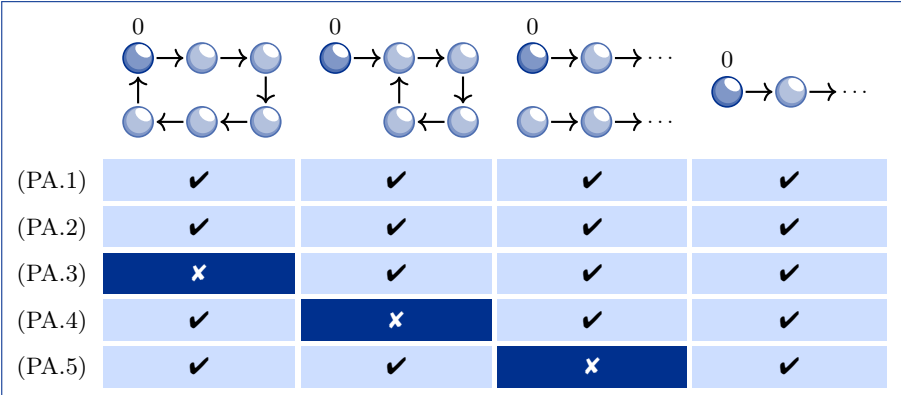 0 0 0
0
··· ···
···
(PA.1) ✔ ✔ ✔ ✔
(PA.2) ✔ ✔ ✔ ✔
(PA.3) ✘ ✔ ✔ ✔
(PA.4) ✔ ✘ ✔ ✔
(PA.5) ✔ ✔ ✘ ✔